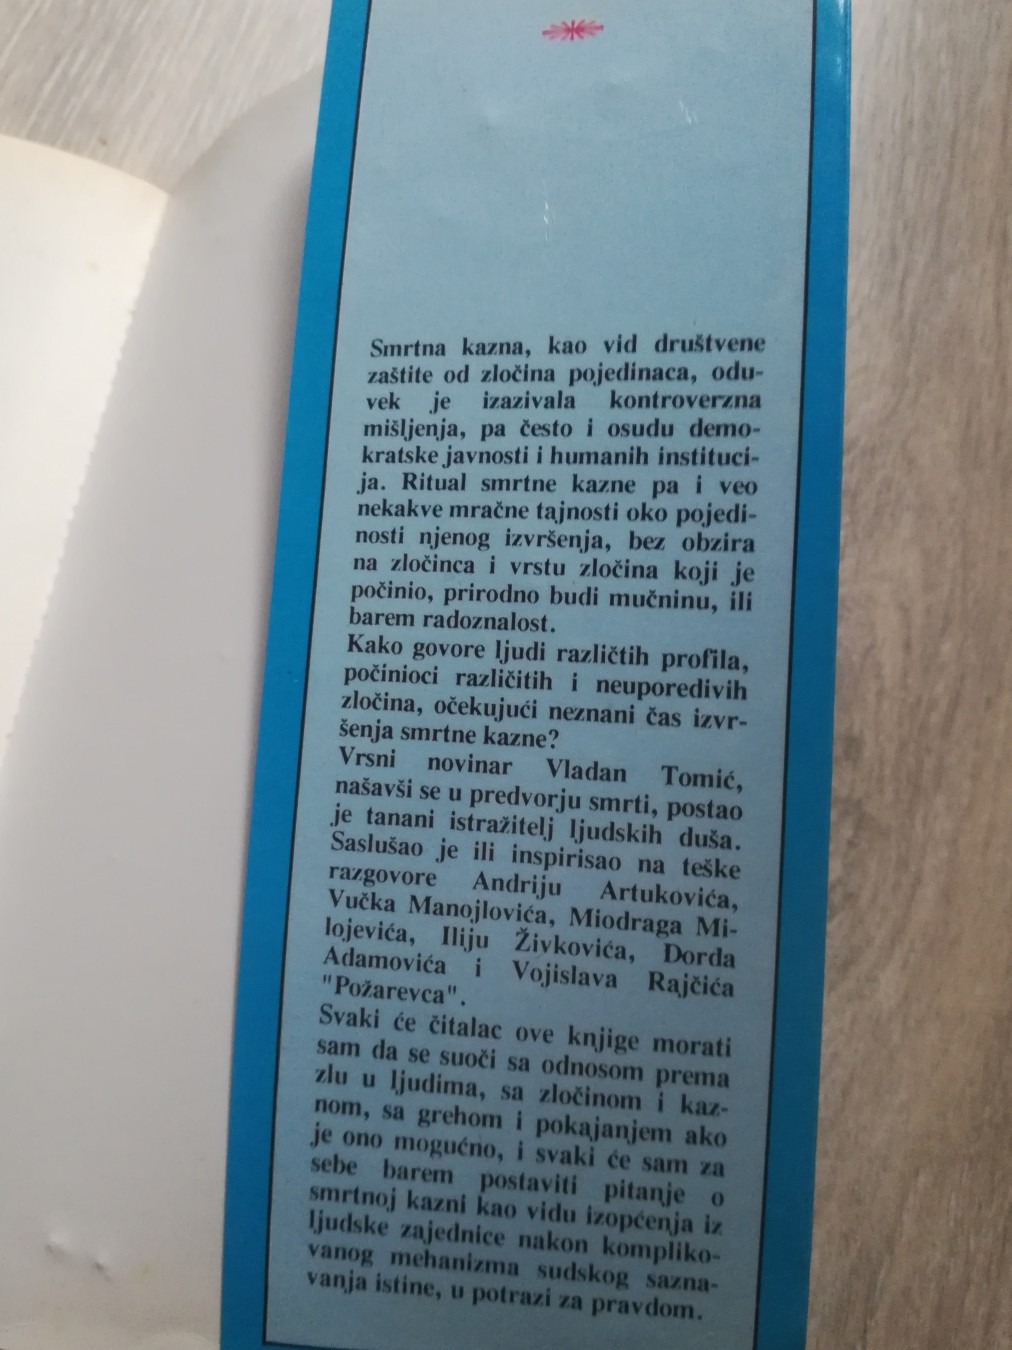 Smrtna kazna, kao vid društvene
zaštite od zločina pojedinaca, odu-
vek je izazivala kontroverzna
mišljenja, pa često i osudu demo-
kratske javnosti i humanih instituci-
ja. Ritual smrtne kazne pa i veo
nekakve mračne tajnosti oko pojedi-
nosti njenog izvršenja, bez obzira
na zločinca i vrstu zločina koji je
počinio, prirodno budi mučninu, ili
barem radoznalost.
Kako govore ljudi različtih profila,
počinioci različitih i neuporedivih
zločina, očekujući neznani čas izvr-
šenja smrtne kazne?
Vrsni novinar Vladan Tomić,
našavši se u predvorju smrti, postao
je tanani istražitelj ljudskih duša.
Saslušao je ili inspirisao na teške
razgovore Andriju Artukovića,
Vučka Manojlovića, Miodraga Mi-
lojevića, Iliju Živkovića, Dorda
Adamovića i Vojislava Rajčića
"Požarevca".
Svaki će čitalac ove knjige morati
sam da se suoči sa odnosom prema
zlu u ljudima, sa zločinom i kaz-
nom, sa grehom i pokajanjem ako
je ono mogućno, i svaki će sam za
sebe barem postaviti pitanje o
smrtnoj kazni kao vidu izopćenja iz
ljudske zajednice nakon kompliko-
vanog mehanizma sudskog sazna-
vanja istine, u potrazi za pravdom.